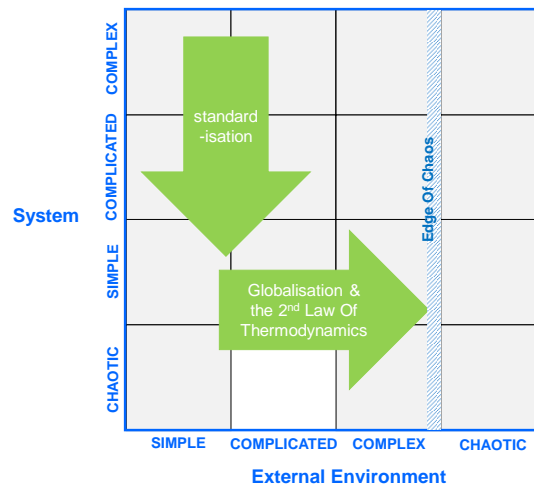 COMPLEX
COMPLICATED
SIMPLE
CHAOTIC
System
standard
-isation
Edge Of Chaos
Globalisation &
the 2nd Law Of
Thermodynamics
SIMPLE
COMPLICATED
COMPLEX
CHAOTIC
External Environment